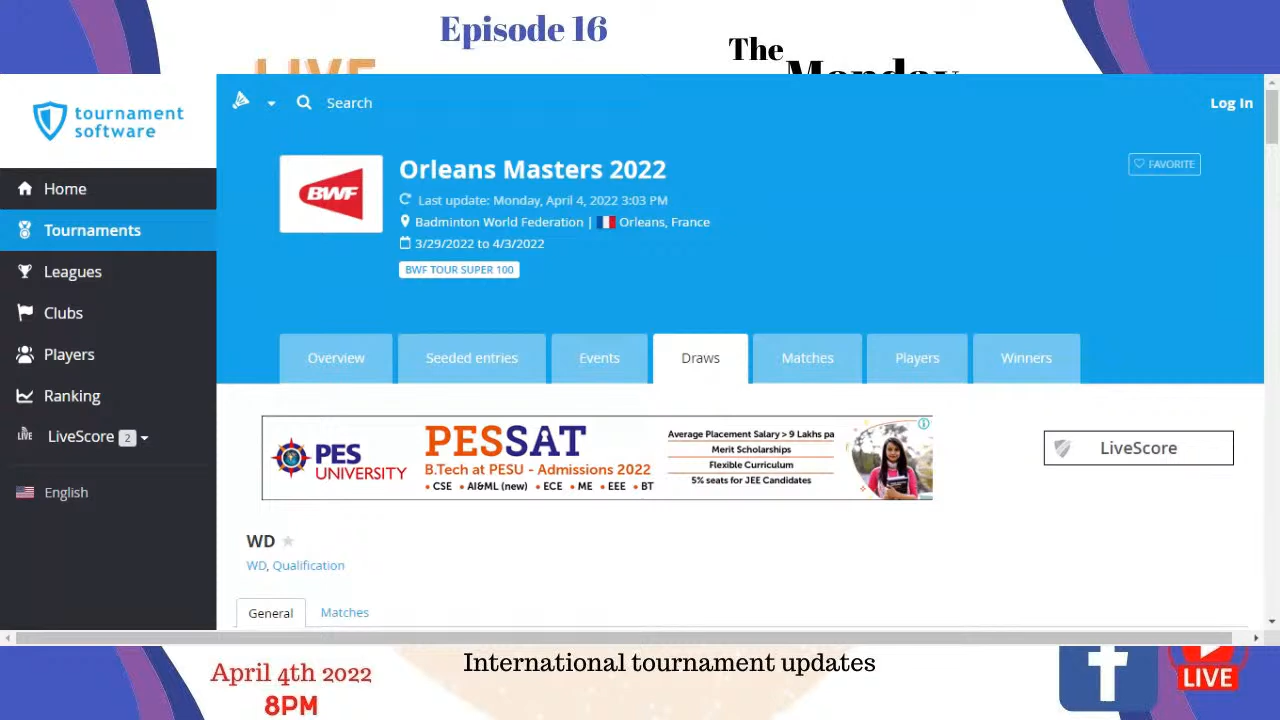 Episode 16
The
LIVE
Monday
tournament
software
Search
Log In
Home
Tournaments
Leagues
Clubs
Players
Ranking
LIVE
LiveScore 2
English
BWF
Orleans Masters 2022
FAVORITE
Last update: Monday, April 4, 2022 3:03 PM
Badminton World Federation | Orleans, France
3/29/2022 to 4/3/2022
BWF TOUR SUPER 100
Overview
Seeded entries
Events
Draws
Matches
Players
Winners
PES
UNIVERSITY
PESSAT
B.Tech at PESU - Admissions 2022
• CSE • AI&ML (new) • ECE • ME • EEE • BT
Average Placement Salary > 9 Lakhs pa
Merit Scholarships
Flexible Curriculum
5% seats for JEE Candidates
LiveScore
WD
WD, Qualification
General
Matches
April 4th 2022
8PM
International tournament updates
f
LIVE